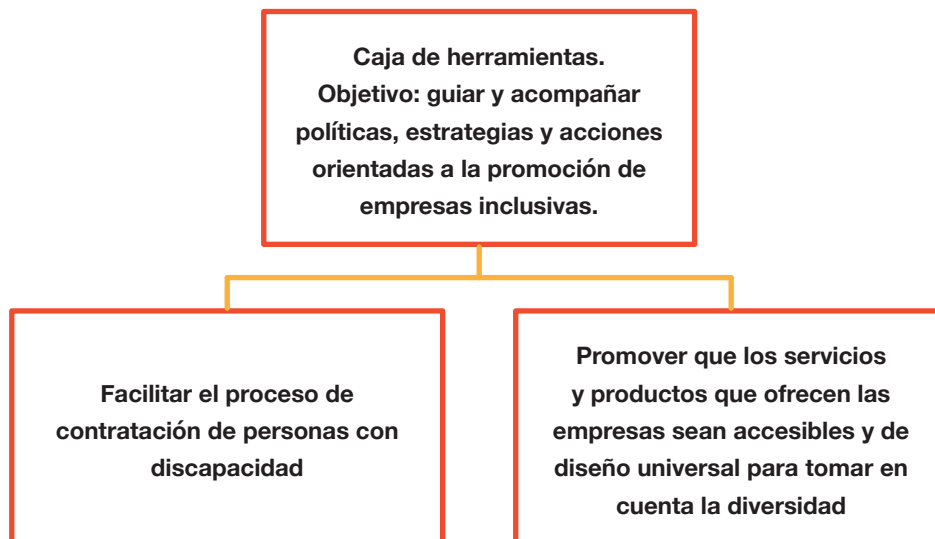 Caja de herramientas.
Objetivo: guiar y acompañar
políticas, estrategias y acciones
orientadas a la promoción de
empresas inclusivas.
Facilitar el proceso de
contratación de personas con
discapacidad
Promover que los servicios
y productos que ofrecen las
empresas sean accesibles y de
diseño universal para tomar en
cuenta la diversidad